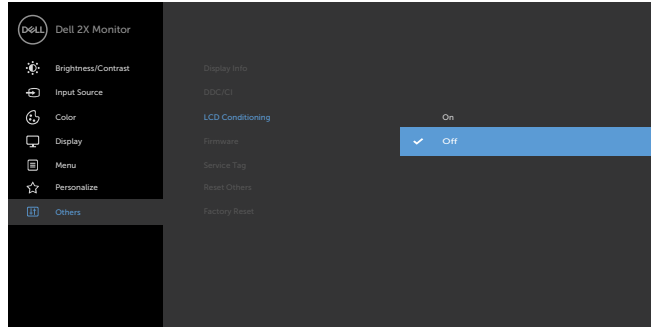 DELL
Dell 2X Monitor
Brightness/Contrast
Input Source
Color
Display
Menu
Personalize
Others
Display Info
DDC/CI
LCD Conditioning
Firmware
Service Tag
Reset Others
Factory Reset
On
Off